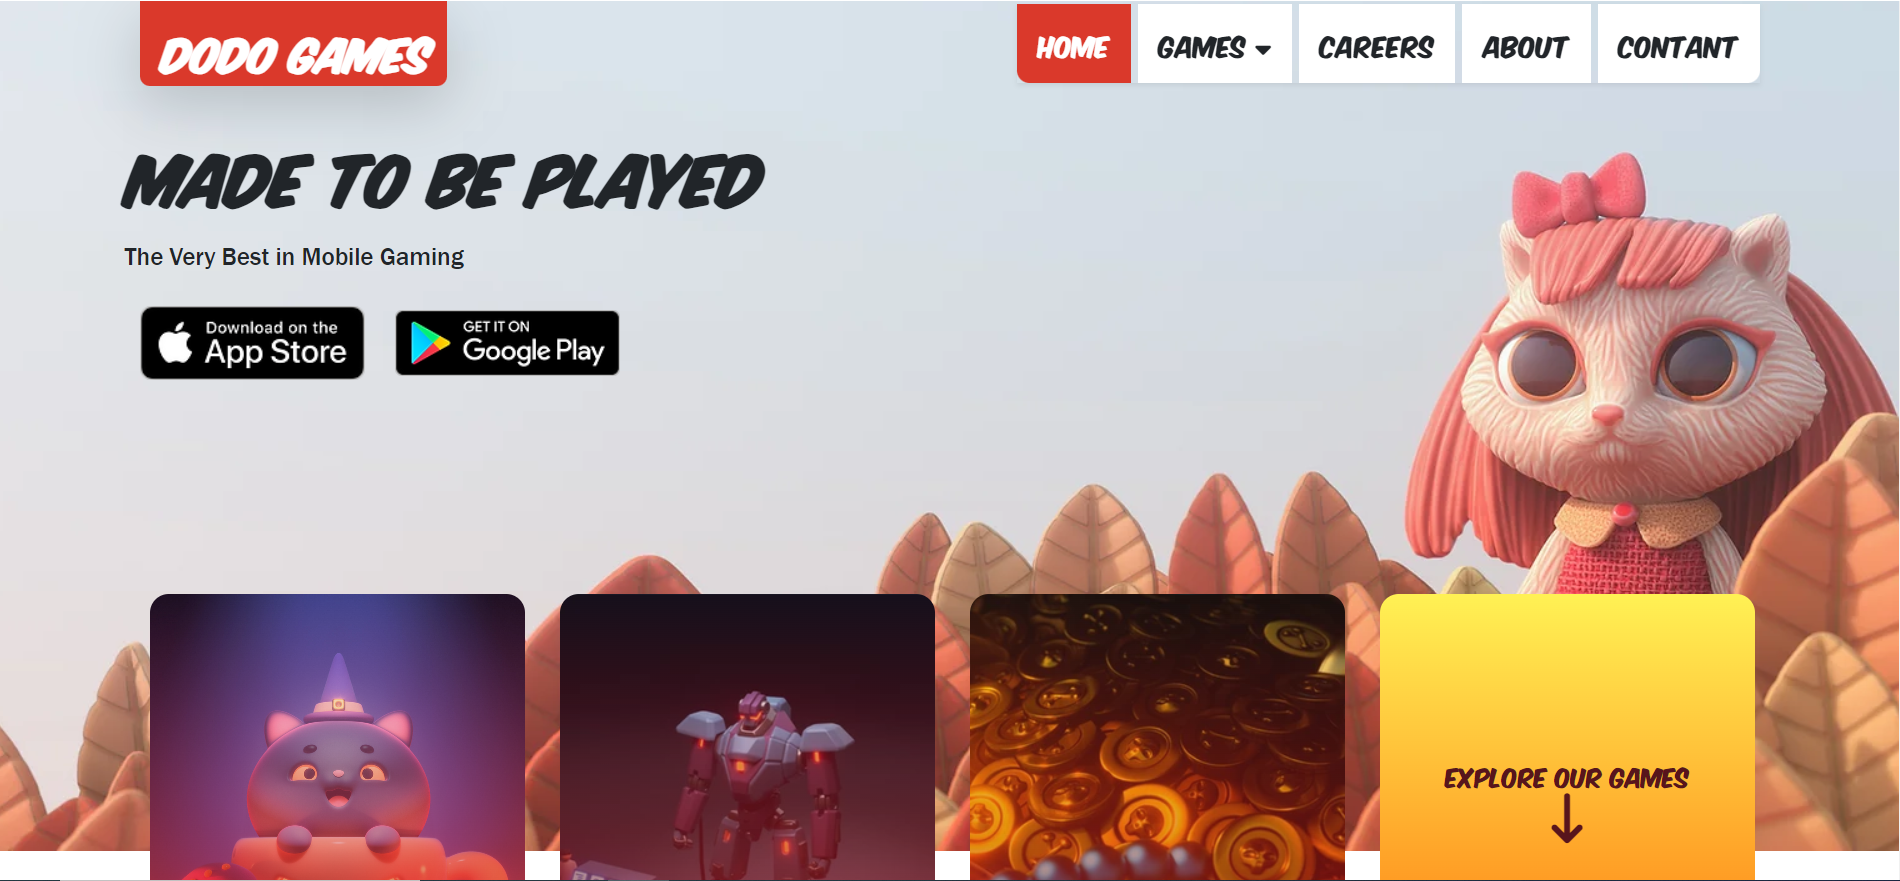 DODO GAMES
HOME
GAMES
CAREERS
ABOUT
CONTANT
MADE TO BE PLAYED
The Very Best in Mobile Gaming
Download on the
App Store
GET IT ON
Google Play
EXPLORE OUR GAMES